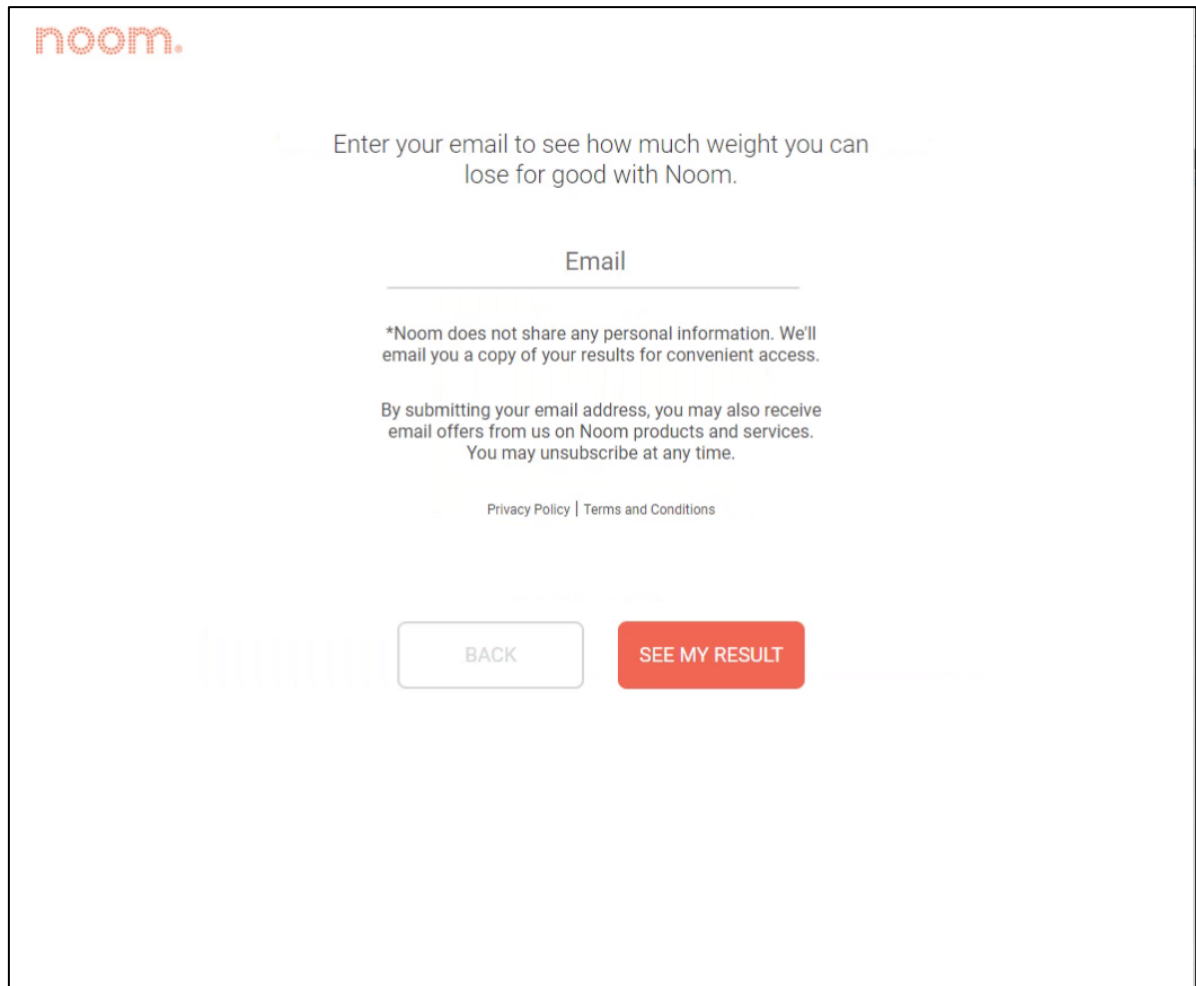 noom.
Enter your email to see how much weight you can
lose for good with Noom.
Email
*Noom does not share any personal information. We'll
email you a copy of your results for convenient access.
By submitting your email address, you may also receive
email offers from us on Noom products and services.
You may unsubscribe at any time.
Privacy Policy | Terms and Conditions
BACK
SEE MY RESULT